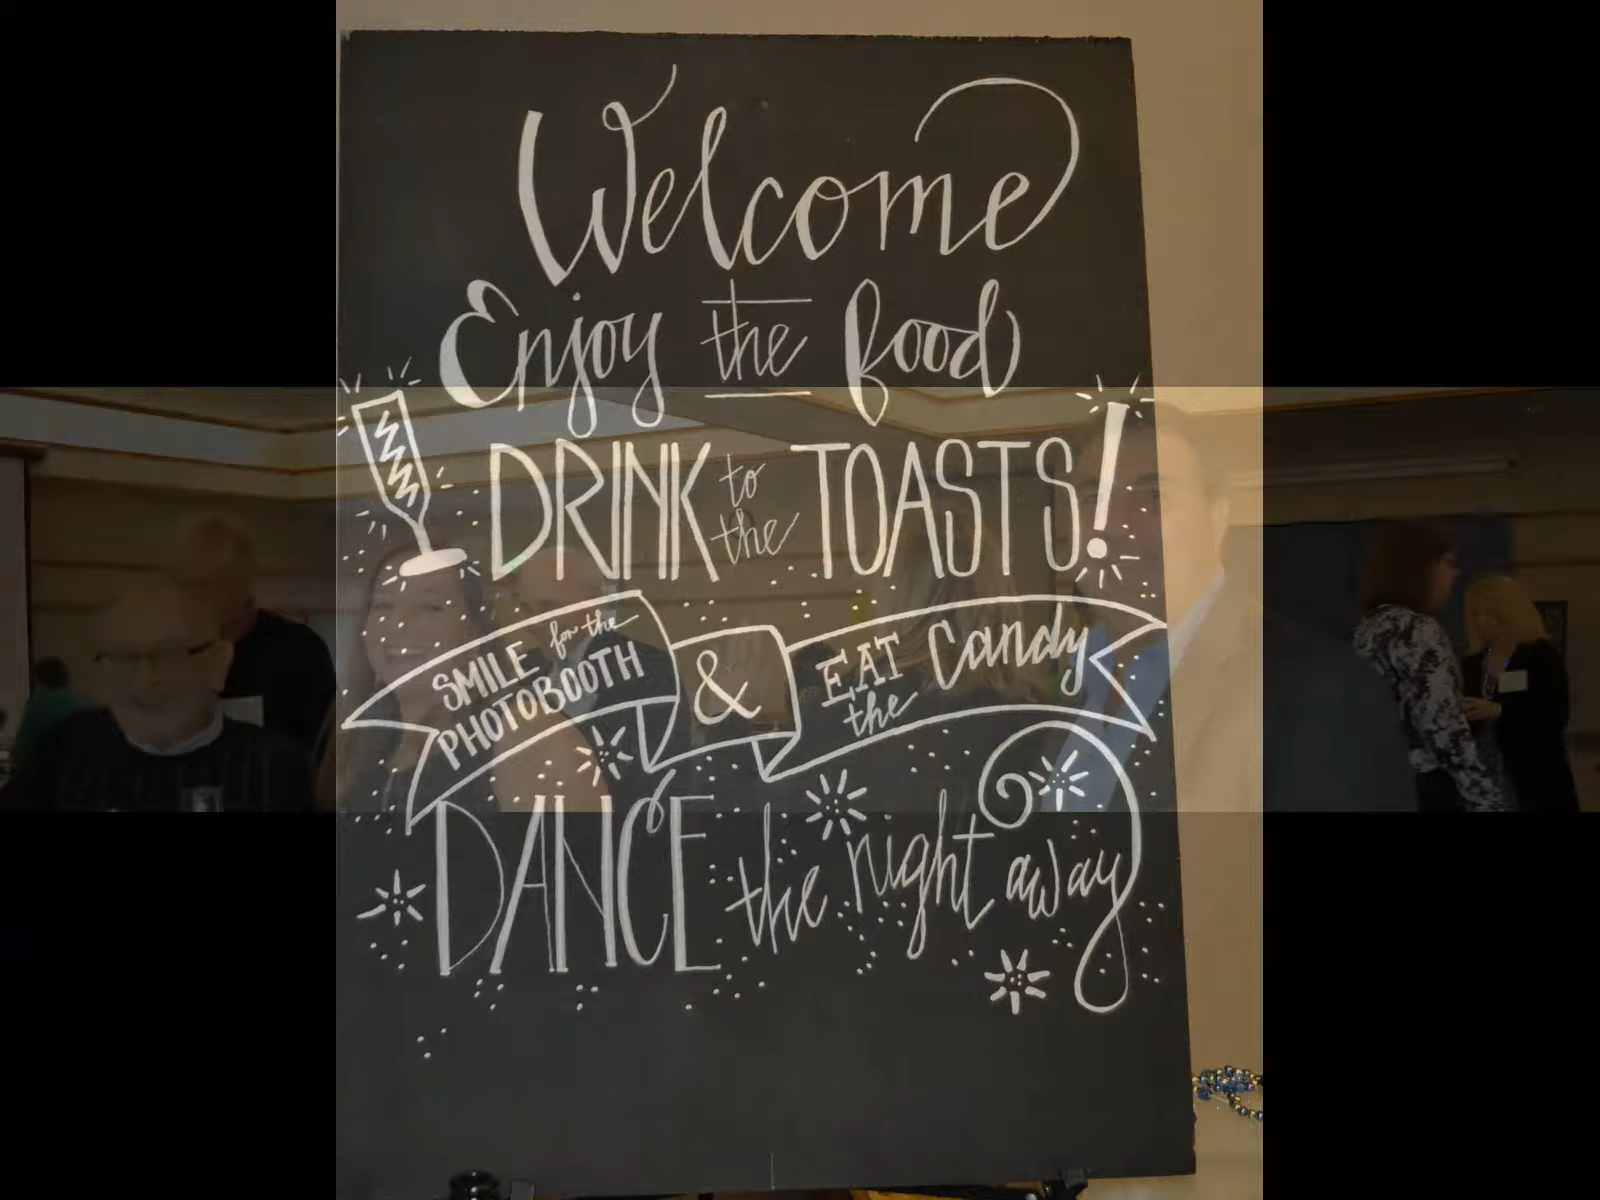 Welcome
Enjoy the food
DRINK to the TOASTS!
SMILE for the PHOTOBOOTH
&
EAT the Candy
DANCE the night away